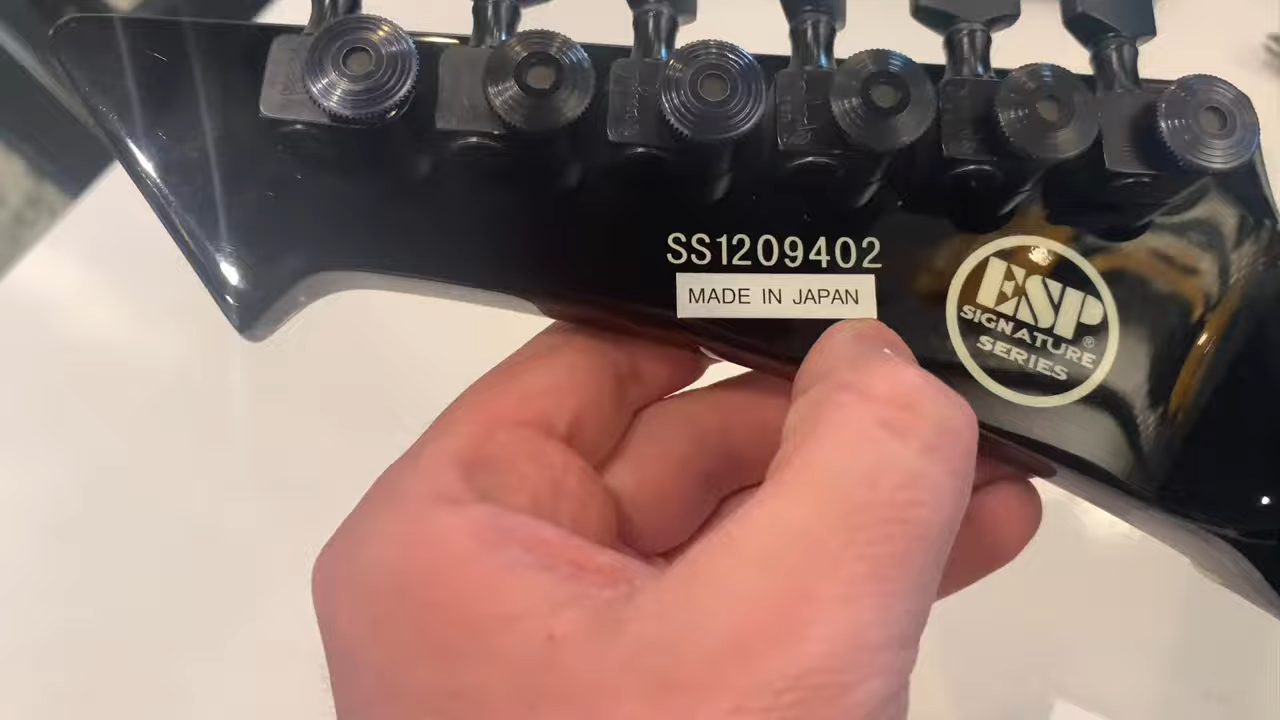 SS1209402
MADE IN JAPAN
ESP®
SIGNATURE
SERIES